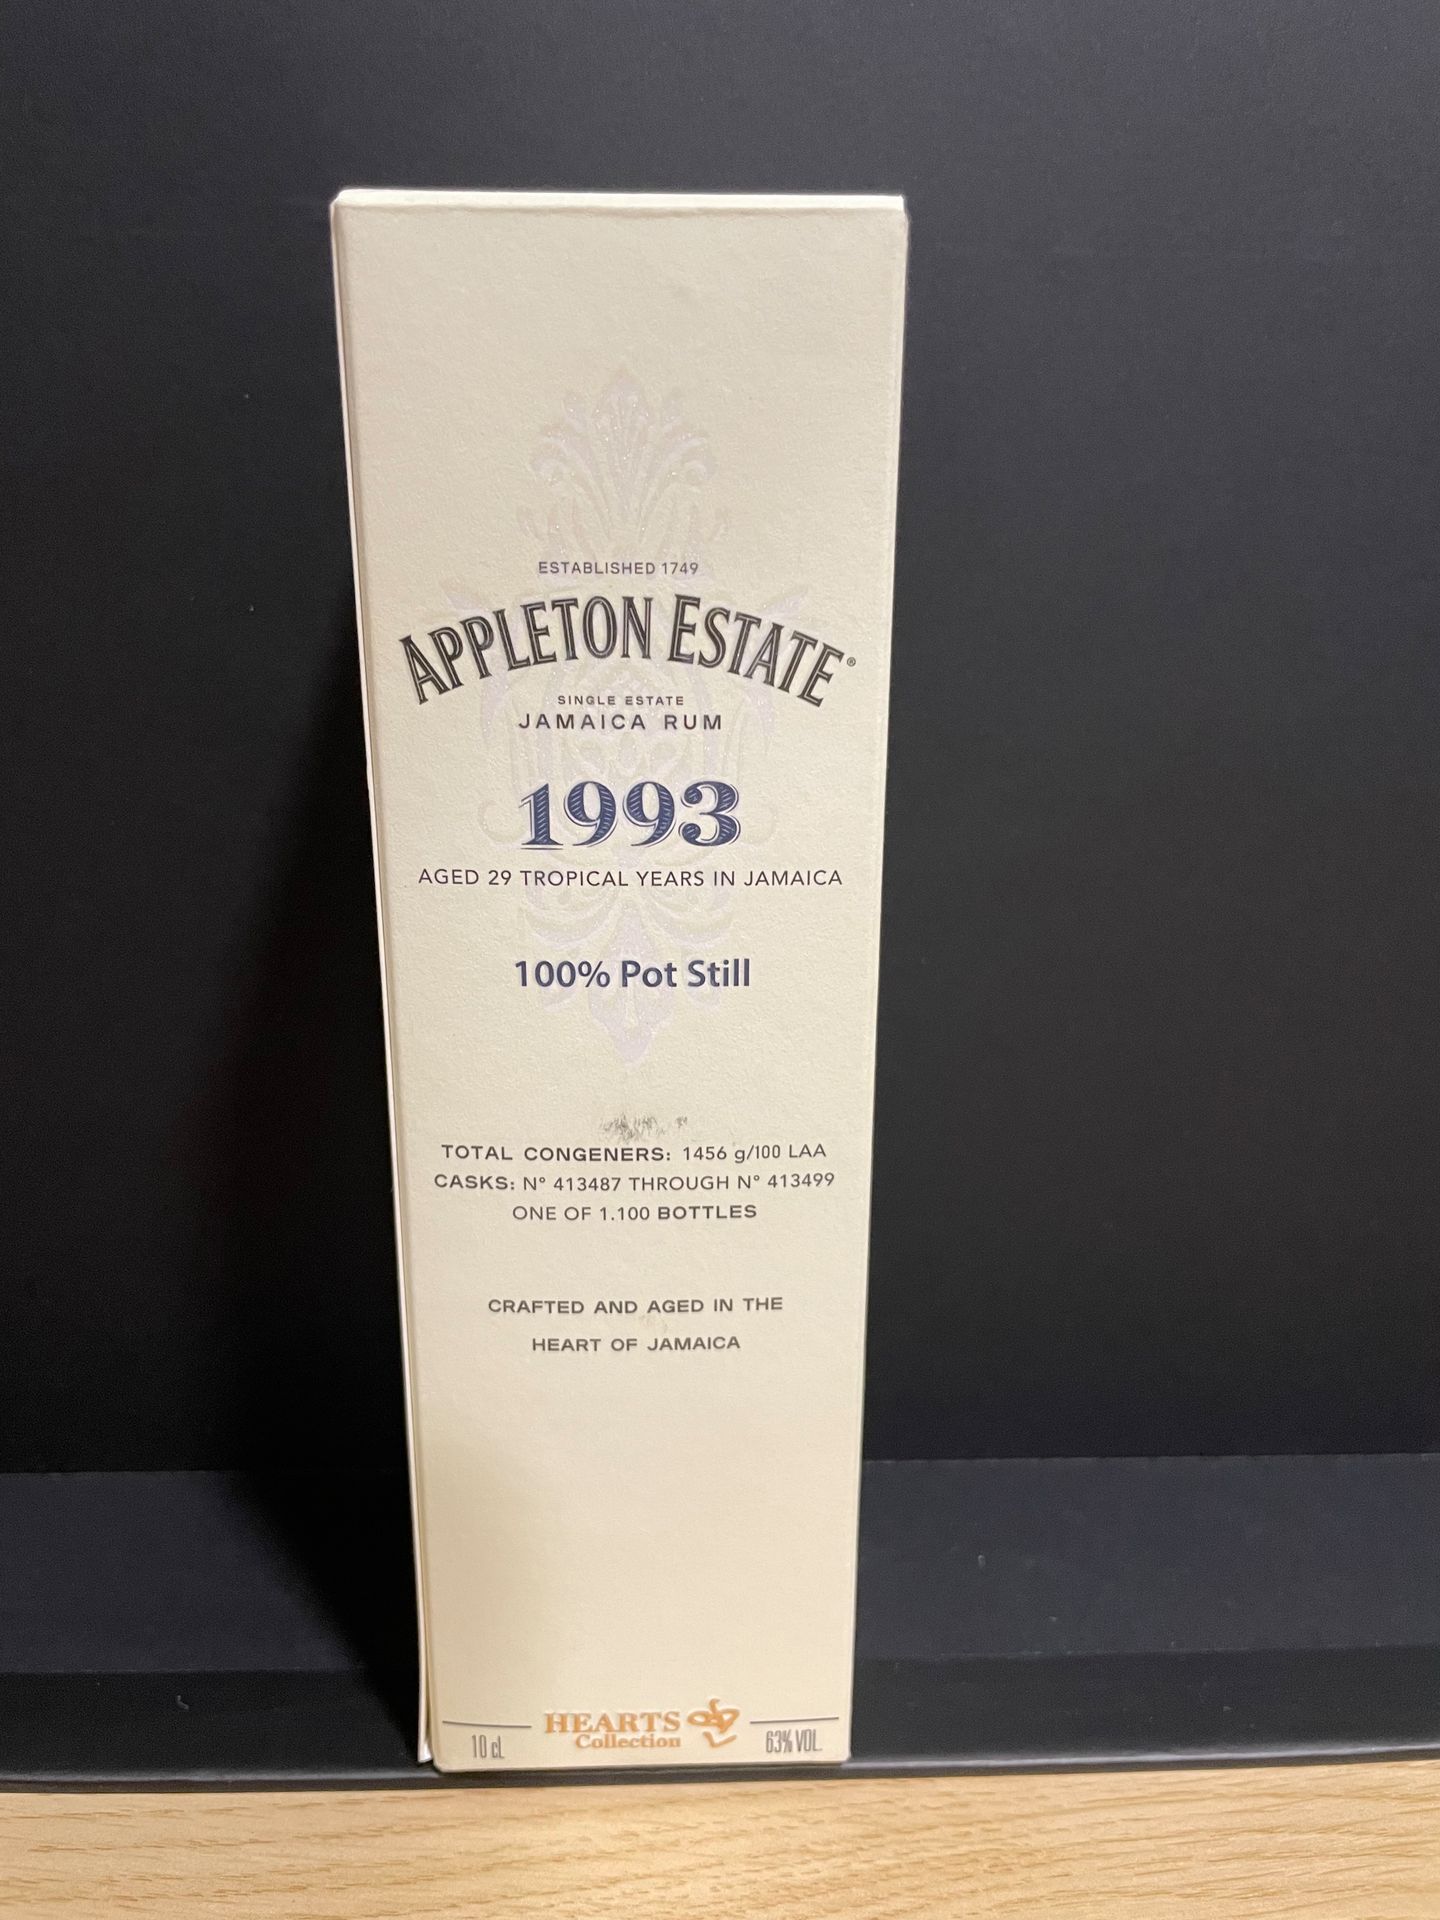 ESTABLISHED 1749
APPLETON ESTATE®
SINGLE ESTATE
JAMAICA RUM
1993
AGED 29 TROPICAL YEARS IN JAMAICA
100% Pot Still
TOTAL CONGENERS: 1456 g/100 LAA
CASKS: N° 413487 THROUGH N° 413499
ONE OF 1.100 BOTTLES
CRAFTED AND AGED IN THE
HEART OF JAMAICA
HEARTS
Collection
10 cL
63% VOL.